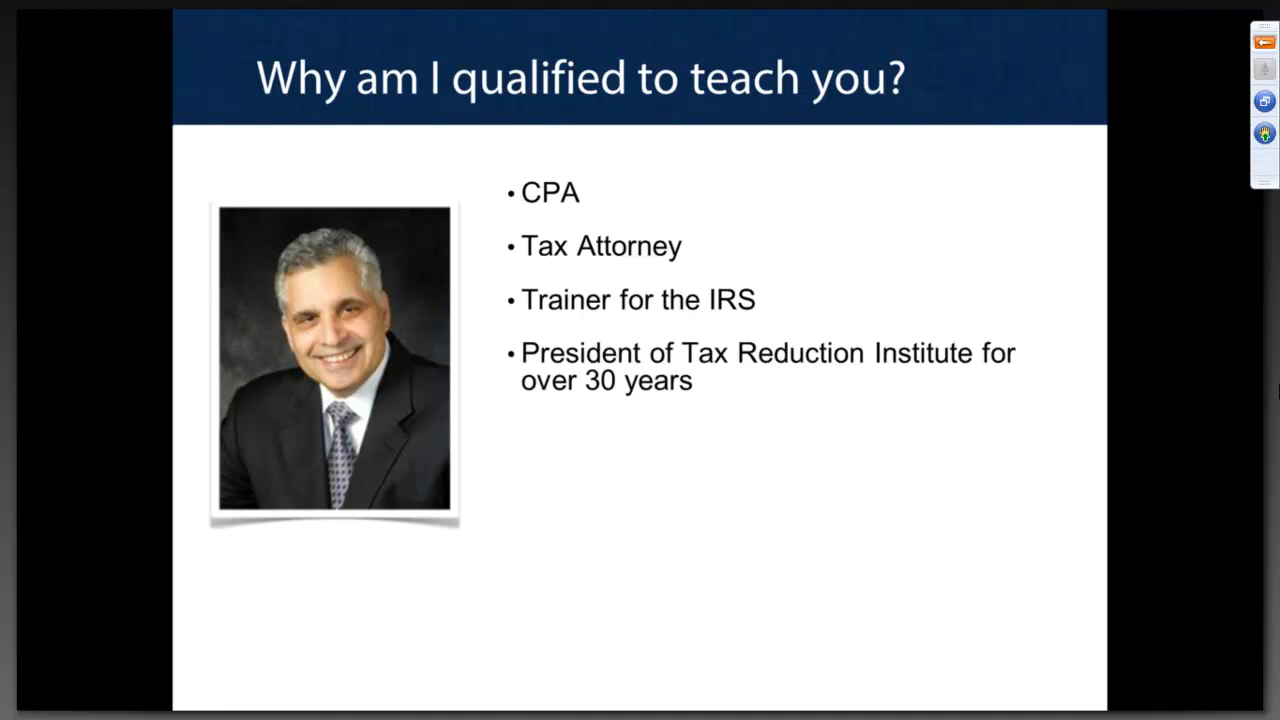 Why am I qualified to teach you?
• CPA
• Tax Attorney
• Trainer for the IRS
• President of Tax Reduction Institute for
over 30 years